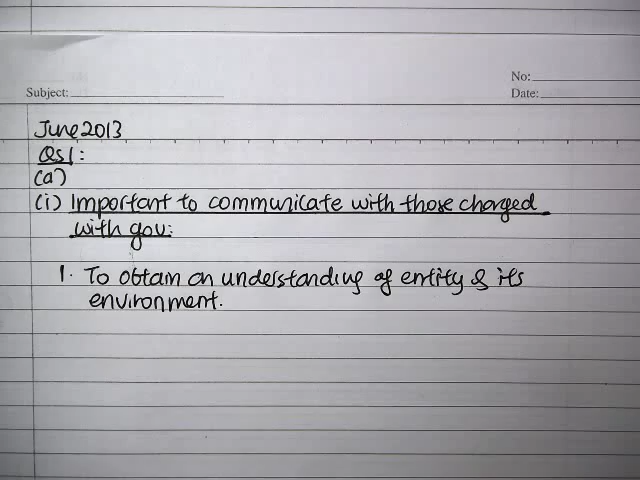 No:
Subject:
Date:
June 2013
Qs1:
(a)
(i) Important to communicate with those charged
with gov:
1. To obtain an understanding of entity & its
environment.